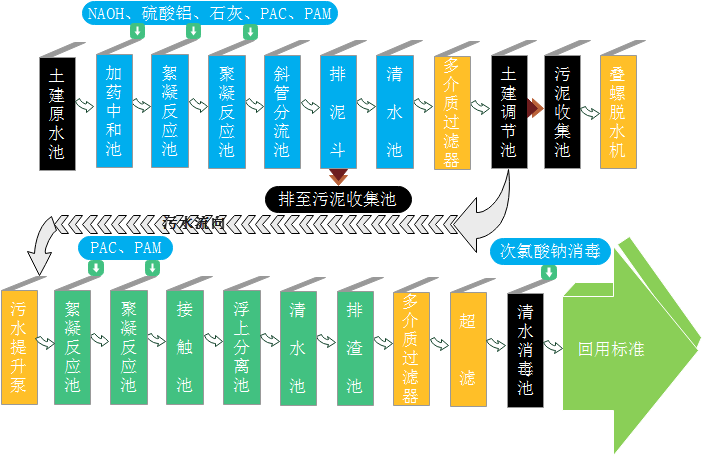 NAOH、硫酸铝、石灰、PAC、PAM
土建原水池
加药中和池
絮凝反应池
聚凝反应池
斜管分流池
排泥斗
清水池
多介质过滤器
土建调节池
污泥收集池
叠螺脱水机
排至污泥收集池
污水流向
PAC、PAM
次氯酸钠消毒
污水提升泵
絮凝反应池
聚凝反应池
接触池
浮上分离池
清水池
排渣池
多介质过滤器
超滤
清水消毒池
回用标准